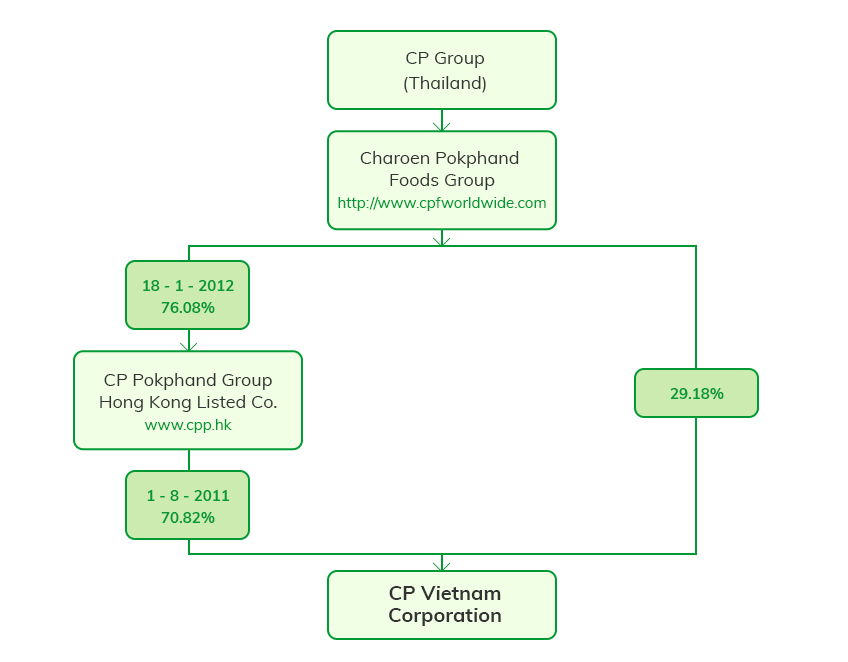 CP Group
(Thailand)
Charoen Pokphand
Foods Group
http://www.cpfworldwide.com
18 - 1 - 2012
76.08%
CP Pokphand Group
Hong Kong Listed Co.
www.cpp.hk
29.18%
1 - 8 - 2011
70.82%
CP Vietnam
Corporation